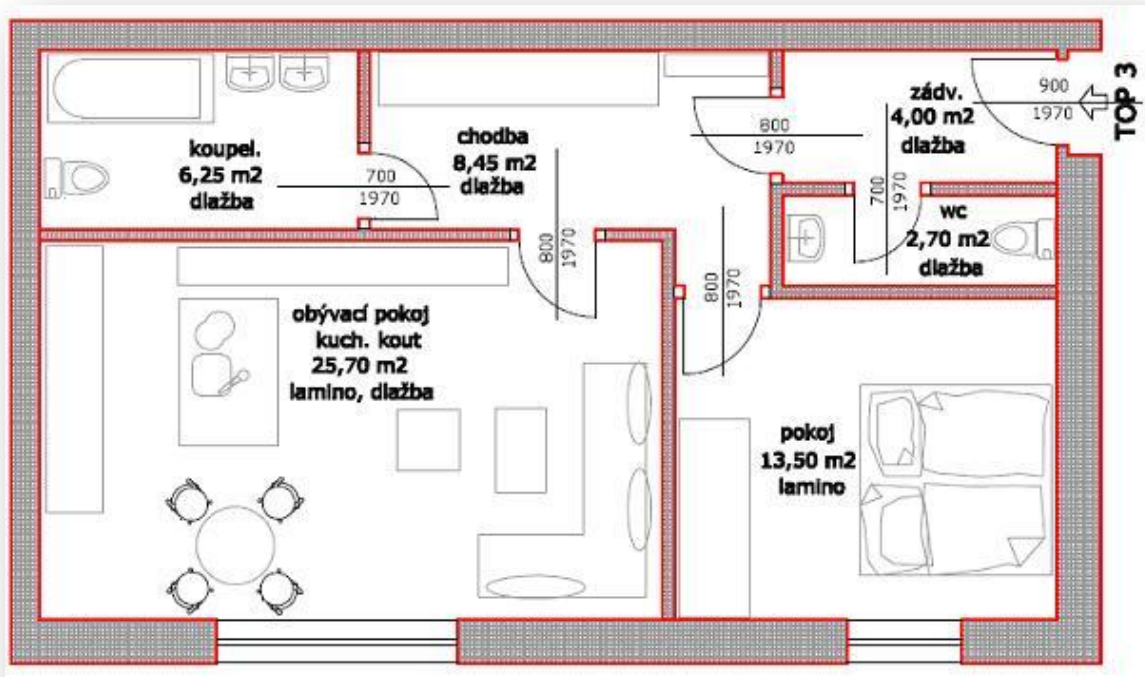 koupel.
6,25 m2
dlažba
700
1970
chodba
8,45 m2
dlažba
800
1970
zádv.
4,00 m2
dlažba
900
1970
TOP 3
700
1970
wc
2,70 m2
dlažba
800
1970
800
1970
obývací pokoj
kuch. kout
25,70 m2
lamino, dlažba
pokoj
13,50 m2
lamino